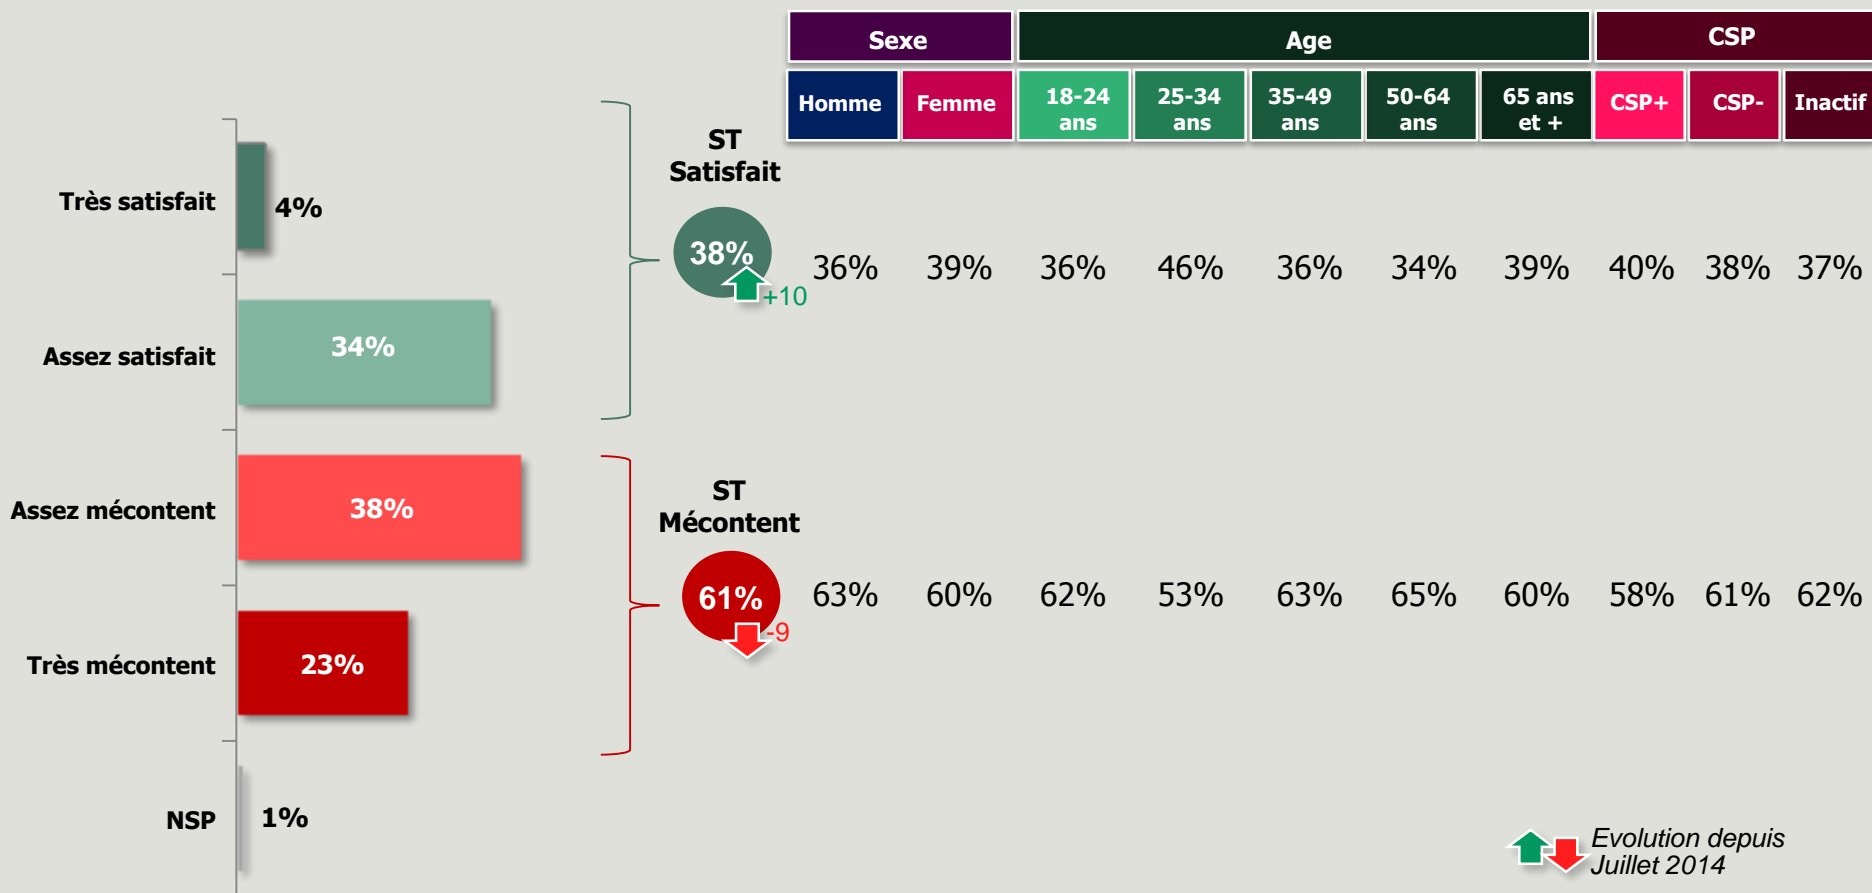 Sexe Age CSP
Homme Femme 18-24 ans 25-34 ans 35-49 ans 50-64 ans 65 ans et + CSP+ CSP- Inactif
ST
Satisfait
Très satisfait 4%
38% +10 36% 39% 36% 46% 36% 34% 39% 40% 38% 37%
Assez satisfait 34%
Assez mécontent 38%
ST
Mécontent
61% -9 63% 60% 62% 53% 63% 65% 60% 58% 61% 62%
Très mécontent 23%
NSP 1%
Evolution depuis
Juillet 2014